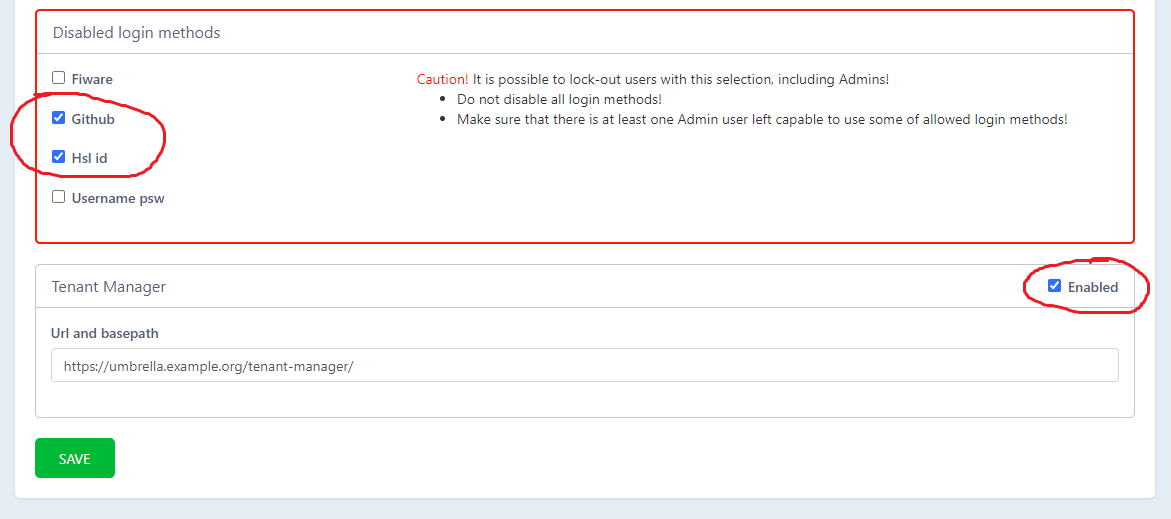 Disabled login methods
Fiware
Caution! It is possible to lock-out users with this selection, including Admins!
Do not disable all login methods!
Github
Make sure that there is at least one Admin user left capable to use some of allowed login methods!
Hsl id
Username psw
Tenant Manager
Enabled
Url and basepath
https://umbrella.example.org/tenant-manager/
SAVE